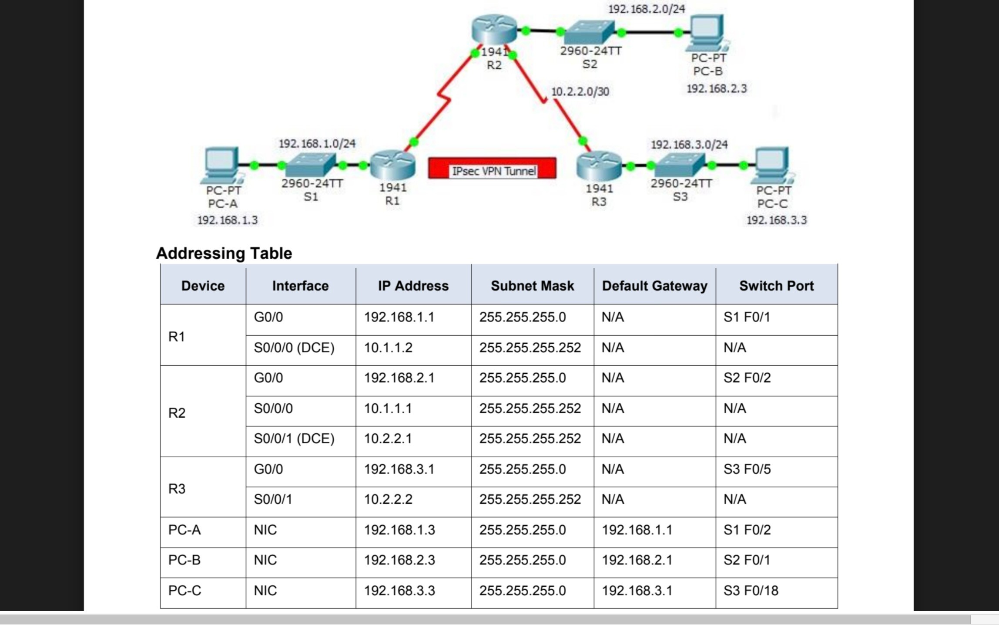 192.168.2.0/24
1941
R2
2960-24TT
S2
PC-PT
PC-B
192.168.2.3
10.2.2.0/30
192.168.1.0/24
192.168.3.0/24
IPsec VPN Tunnel
PC-PT
PC-A
192.168.1.3
2960-24TT
S1
1941
R1
1941
R3
2960-24TT
S3
PC-PT
PC-C
192.168.3.3
Addressing Table
Device Interface IP Address Subnet Mask Default Gateway Switch Port
R1 G0/0 192.168.1.1 255.255.255.0 N/A S1 F0/1
S0/0/0 (DCE) 10.1.1.2 255.255.255.252 N/A N/A
R2 G0/0 192.168.2.1 255.255.255.0 N/A S2 F0/2
S0/0/0 10.1.1.1 255.255.255.252 N/A N/A
S0/0/1 (DCE) 10.2.2.1 255.255.255.252 N/A N/A
R3 G0/0 192.168.3.1 255.255.255.0 N/A S3 F0/5
S0/0/1 10.2.2.2 255.255.255.252 N/A N/A
PC-A NIC 192.168.1.3 255.255.255.0 192.168.1.1 S1 F0/2
PC-B NIC 192.168.2.3 255.255.255.0 192.168.2.1 S2 F0/1
PC-C NIC 192.168.3.3 255.255.255.0 192.168.3.1 S3 F0/18